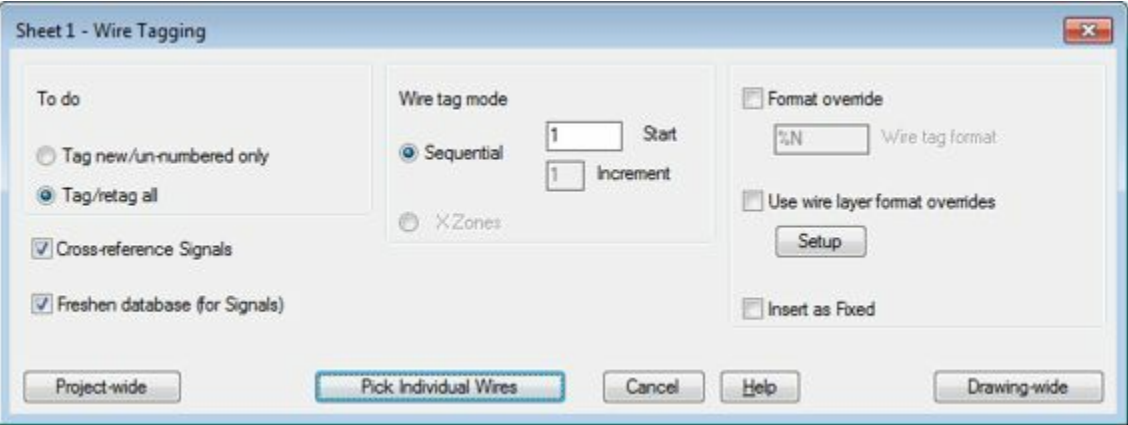 Sheet 1 - Wire Tagging
To do
Tag new/un-numbered only
Tag/retag all
Cross-reference Signals
Freshen database (for Signals)
Wire tag mode
Sequential
1 Start
1 Increment
X Zones
Format override
%N Wire tag format
Use wire layer format overrides
Setup
Insert as Fixed
Project-wide
Pick Individual Wires
Cancel
Help
Drawing-wide